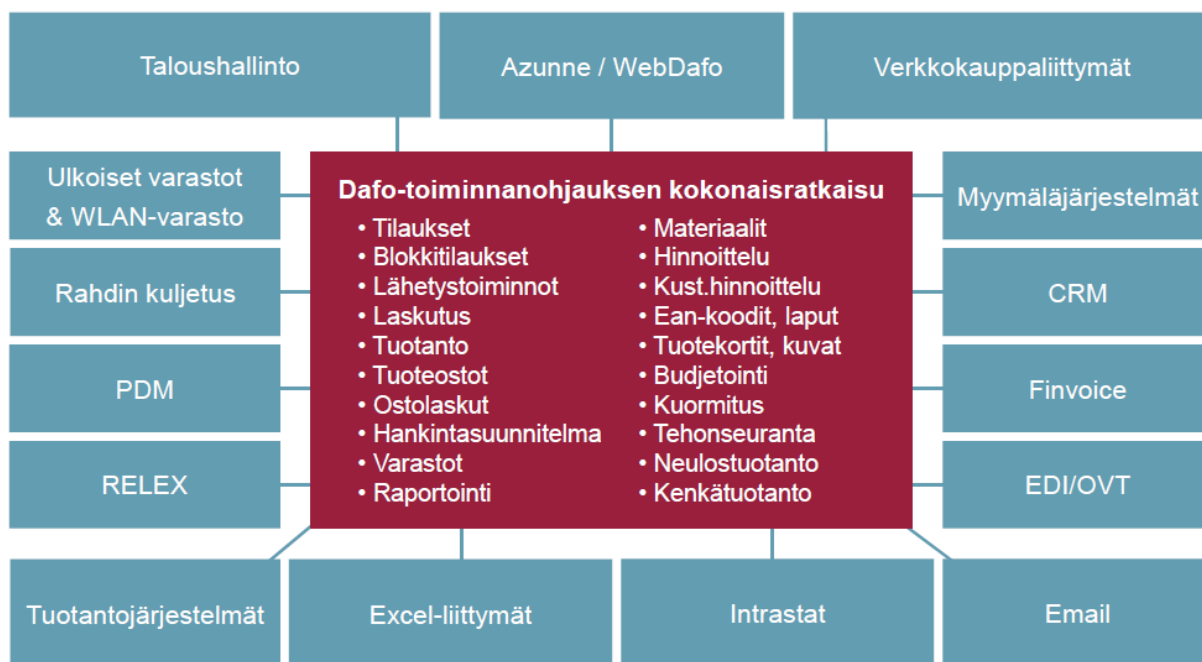 Taloushallinto
Azunne / WebDafo
Verkkokauppaliittymät
Ulkoiset varastot
& WLAN-varasto
Rahdin kuljetus
PDM
RELEX
Dafo-toiminnanohjauksen kokonaisratkaisu
• Tilaukset
• Blokkitilaukset
• Lähetystoiminnot
• Laskutus
• Tuotanto
• Tuoteostot
• Ostolaskut
• Hankintasuunnitelma
• Varastot
• Raportointi
• Materiaalit
• Hinnoittelu
• Kust.hinnoittelu
• Ean-koodit, laput
• Tuotekortit, kuvat
• Budjetointi
• Kuormitus
• Tehonseuranta
• Neulostuotanto
• Kenkätuotanto
Myymäläjärjestelmät
CRM
Finvoice
EDI/OVT
Tuotantojärjestelmät
Excel-liittymät
Intrastat
Email